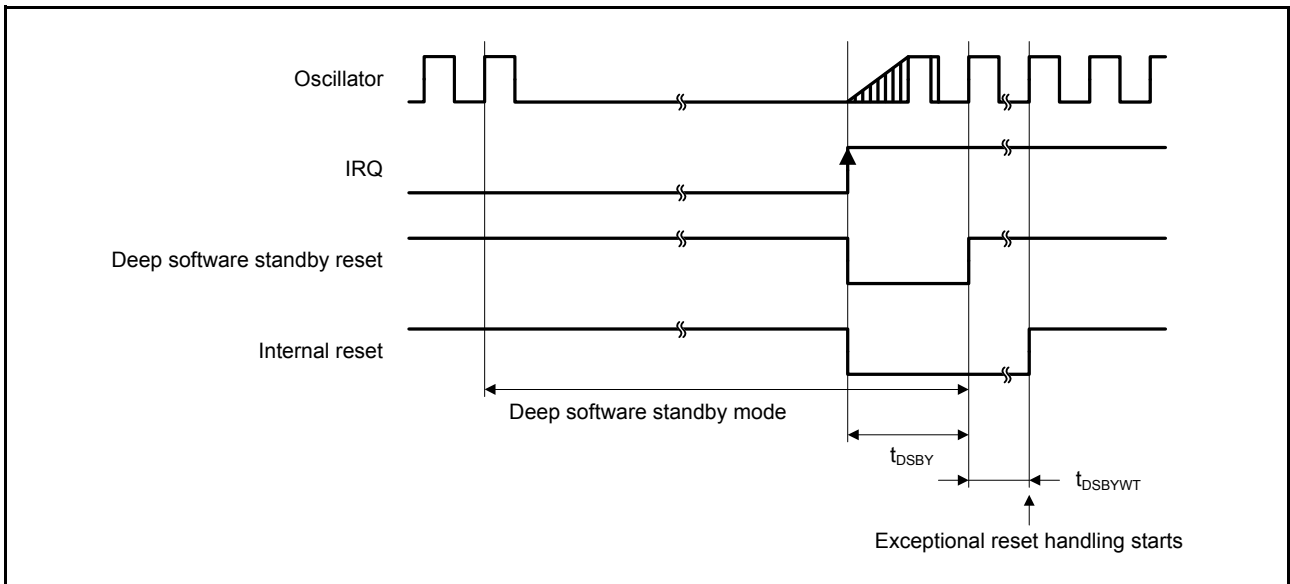 Oscillator
IRQ
Deep software standby reset
Internal reset
Deep software standby mode
tDSBY
tDSBYWT
Exceptional reset handling starts